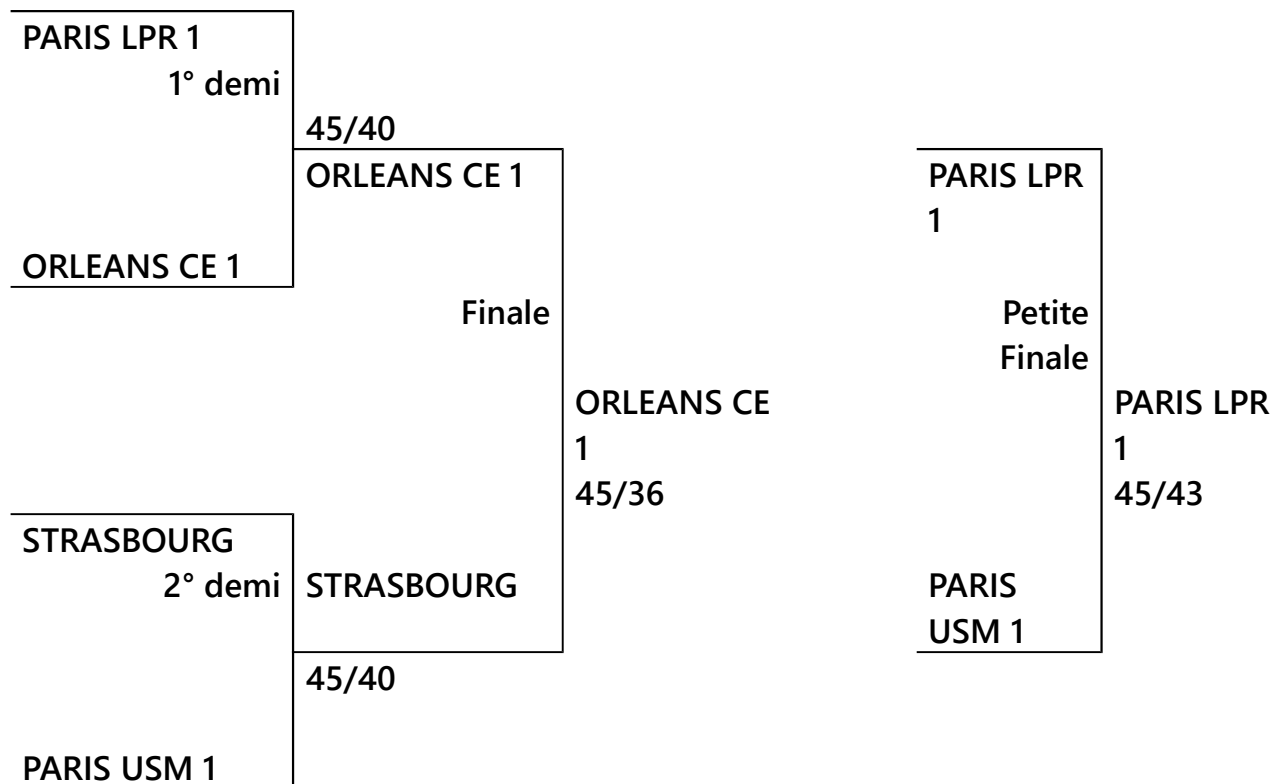 PARIS LPR 1
1° demi
45/40
ORLEANS CE 1
PARIS LPR
1
ORLEANS CE 1
Finale
Petite
Finale
ORLEANS CE
1
45/36
PARIS LPR
1
45/43
STRASBOURG
2° demi
STRASBOURG
PARIS
USM 1
45/40
PARIS USM 1